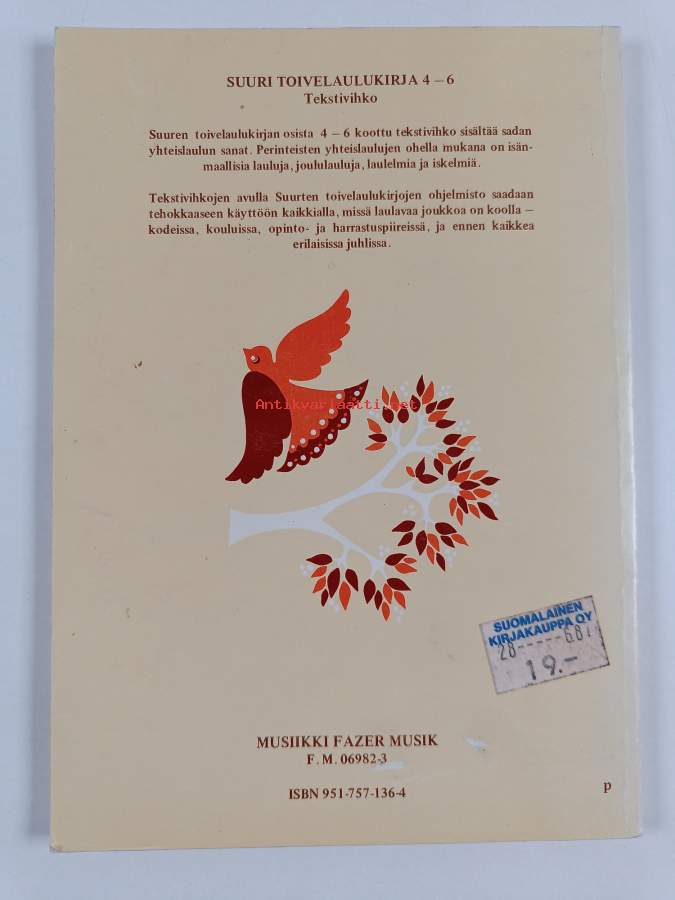 SUURI TOIVELAULUKIRJA 4 – 6
Tekstivihko
Suuren toivelaulukirjan osista 4 – 6 koottu tekstivihko sisältää sadan
yhteislaulun sanat. Perinteisten yhteislaulujen ohella mukana on isän-
maallisia lauluja, joululauluja, laulelmia ja iskelmiä.
Tekstivihkojen avulla Suurten toivelaulukirjojen ohjelmisto saadaan
tehokkaaseen käyttöön kaikkialla, missä laulavaa joukkoa on koolla –
kodeissa, kouluissa, opinto- ja harrastuspiireissä, ja ennen kaikkea
erilaisissa juhlissa.
Antikvariaatti.net
SUOMALAINEN
KIRJAKAUPPA OY
28-----687
19.-
MUSIIKKI FAZER MUSIK
F. M. 06982-3
ISBN 951-757-136-4
p